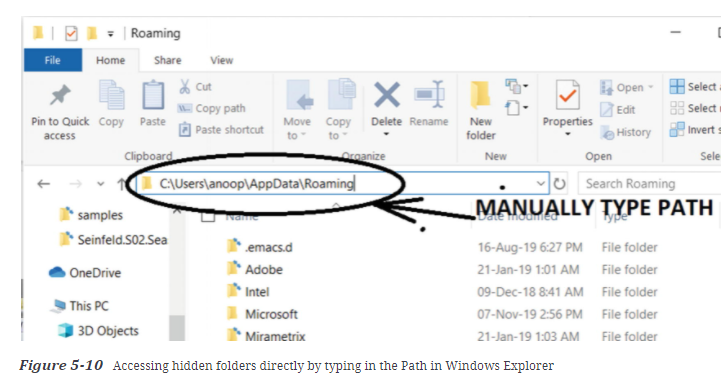 Roaming
File Home Share View
Pin to Quick access
Copy
Paste
Cut
Copy path
Paste shortcut
Move to
Copy to
Delete
Rename
New folder
Properties
Open
Edit
History
Select
Select
Invert
Clipboard Organize New Open Sele
C:\Users\anoop\AppData\Roaming
Search Roaming
MANUALLY TYPE PATH
samples
Seinfeld.S02.Sea
OneDrive
This PC
3D Objects
Name Date modified Type
.emacs.d 16-Aug-19 6:27 PM File folder
Adobe 21-Jan-19 1:01 AM File folder
Intel 09-Dec-18 8:41 AM File folder
Microsoft 07-Nov-19 2:56 PM File folder
Mirametrix 21-Jan-19 1:03 AM File folder
Figure 5-10 Accessing hidden folders directly by typing in the Path in Windows Explorer